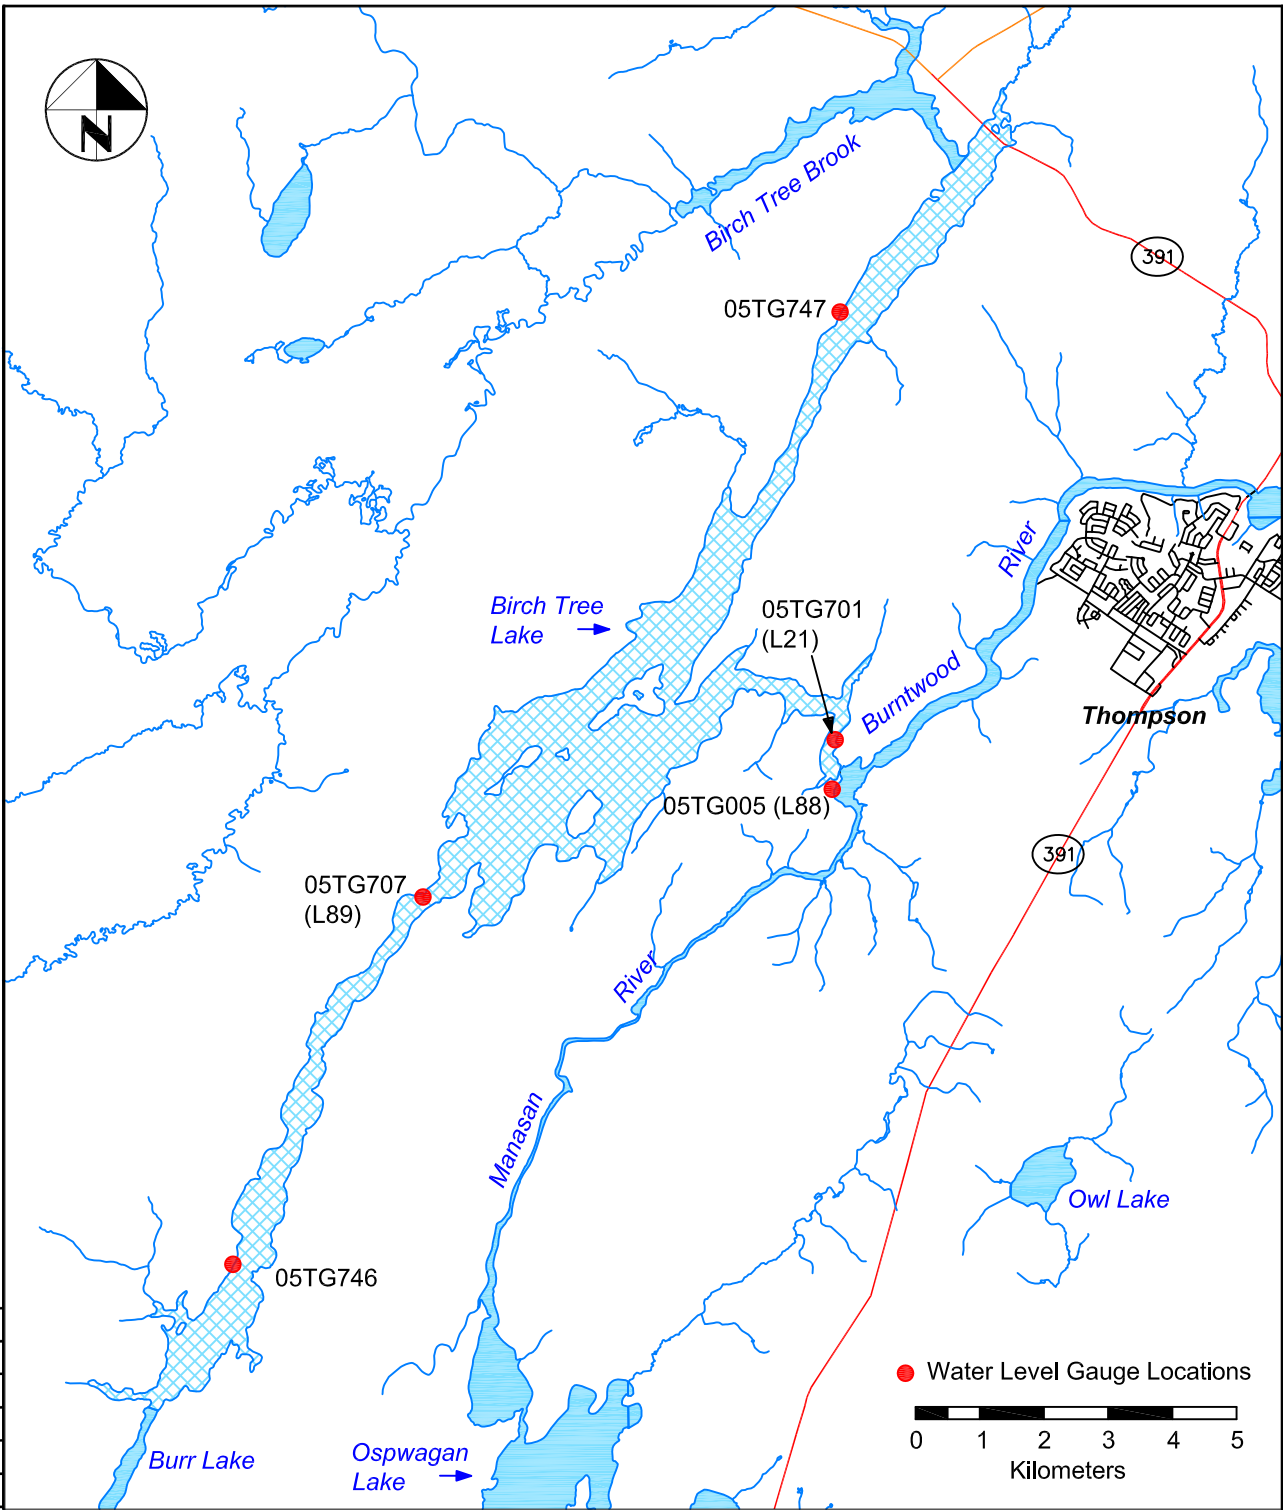 N
Birch Tree Brook
391
05TG747
River
Birch Tree
Lake
05TG701
(L21)
Burntwood
Thompson
05TG005 (L88)
391
05TG707
(L89)
River
Manasan
Owl Lake
05TG746
Water Level Gauge Locations
0 1 2 3 4 5
Kilometers
Burr Lake
Ospwagan
Lake